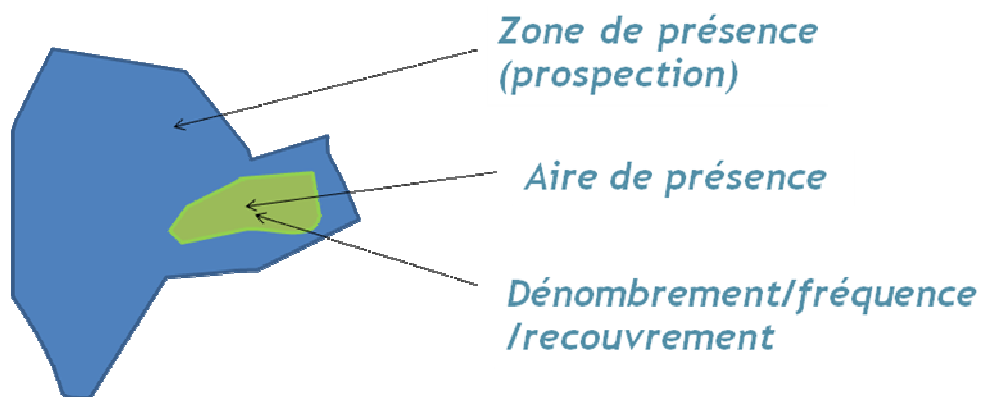 Zone de présence
(prospection)
Aire de présence
Dénombrement/fréquence
/recouvrement